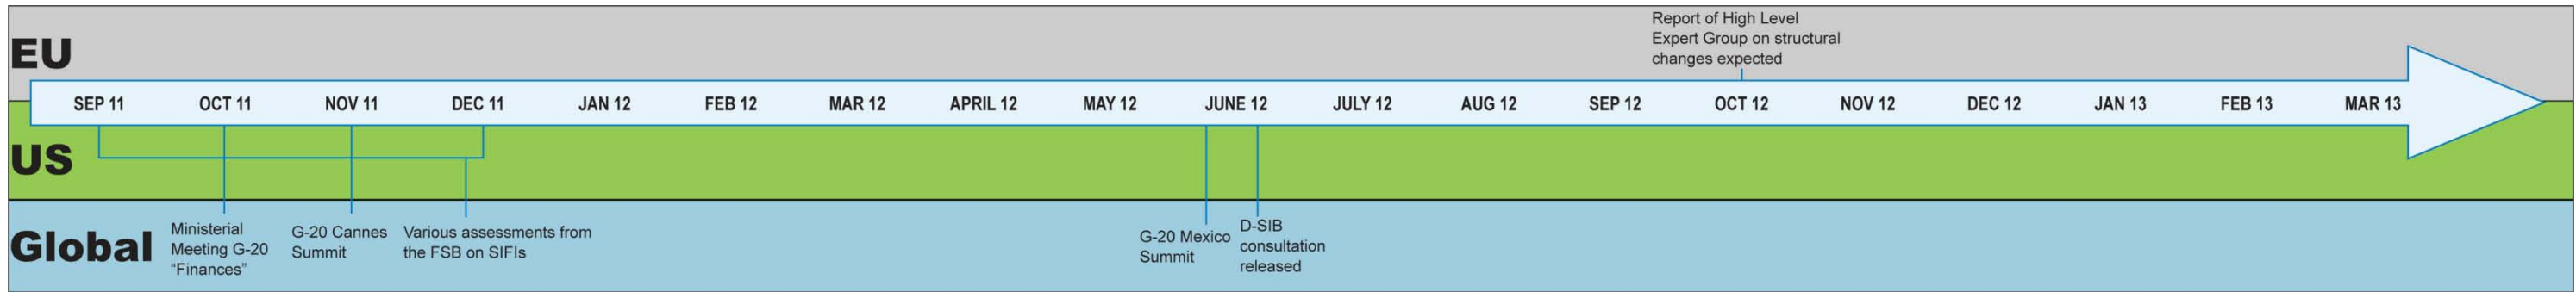 Report of High Level
Expert Group on structural
changes expected
EU
SEP 11 OCT 11 NOV 11 DEC 11 JAN 12 FEB 12 MAR 12 APRIL 12 MAY 12 JUNE 12 JULY 12 AUG 12 SEP 12 OCT 12 NOV 12 DEC 12 JAN 13 FEB 13 MAR 13
US
Global
Ministerial
Meeting G-20
“Finances”
G-20 Cannes
Summit
Various assessments from
the FSB on SIFIs
G-20 Mexico
Summit
D-SIB
consultation
released